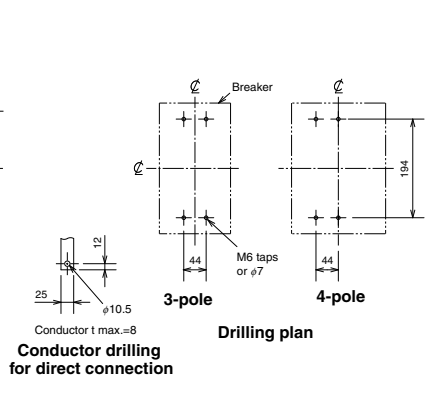 ℄ Breaker ℄
℄
194
12
44 44
M6 taps
or φ7
25
φ10.5
3-pole 4-pole
Conductor t max.=8
Drilling plan
Conductor drilling
for direct connection